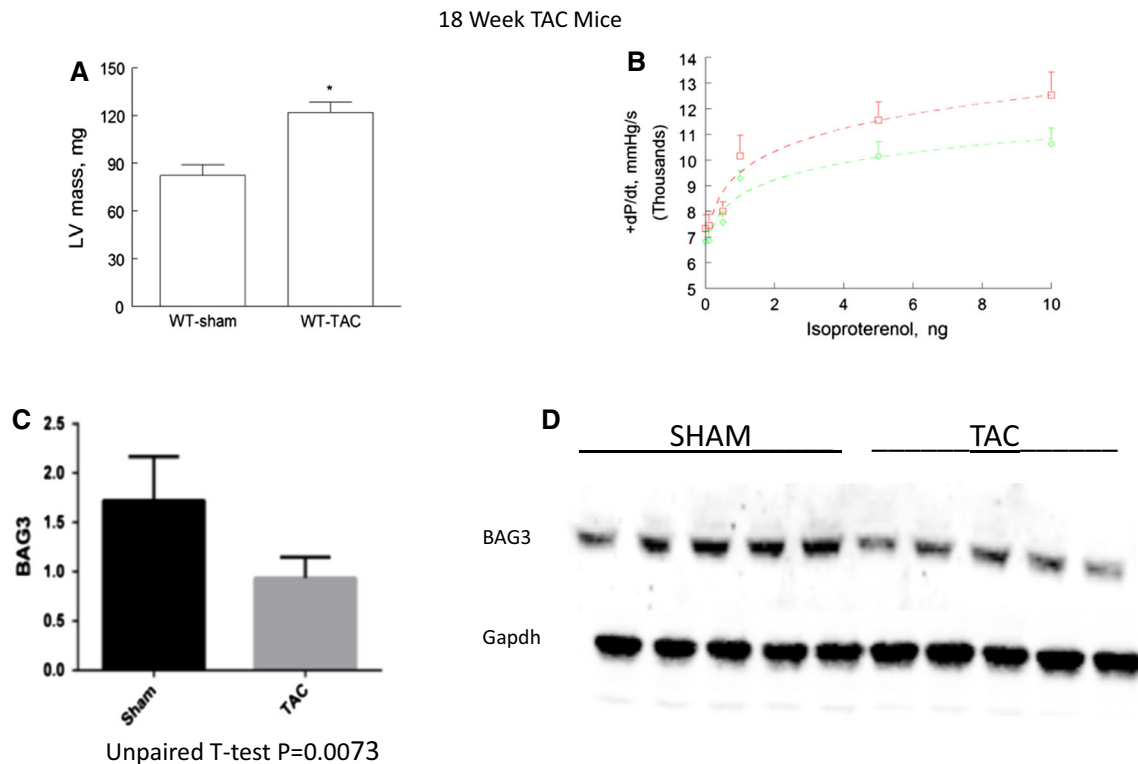 18 Week TAC Mice
A
150
120
90
60
30
0
LV mass, mg
*
WT-sham
WT-TAC
B
14
13
12
11
10
9
8
7
6
5
+dP/dt, mmHg/s
(Thousands)
0
2
4
6
8
10
Isoproterenol, ng
C
2.5
2.0
1.5
1.0
0.5
0.0
BAG3
Sham
TAC
Unpaired T-test P=0.0073
D
SHAM
TAC
BAG3
Gapdh